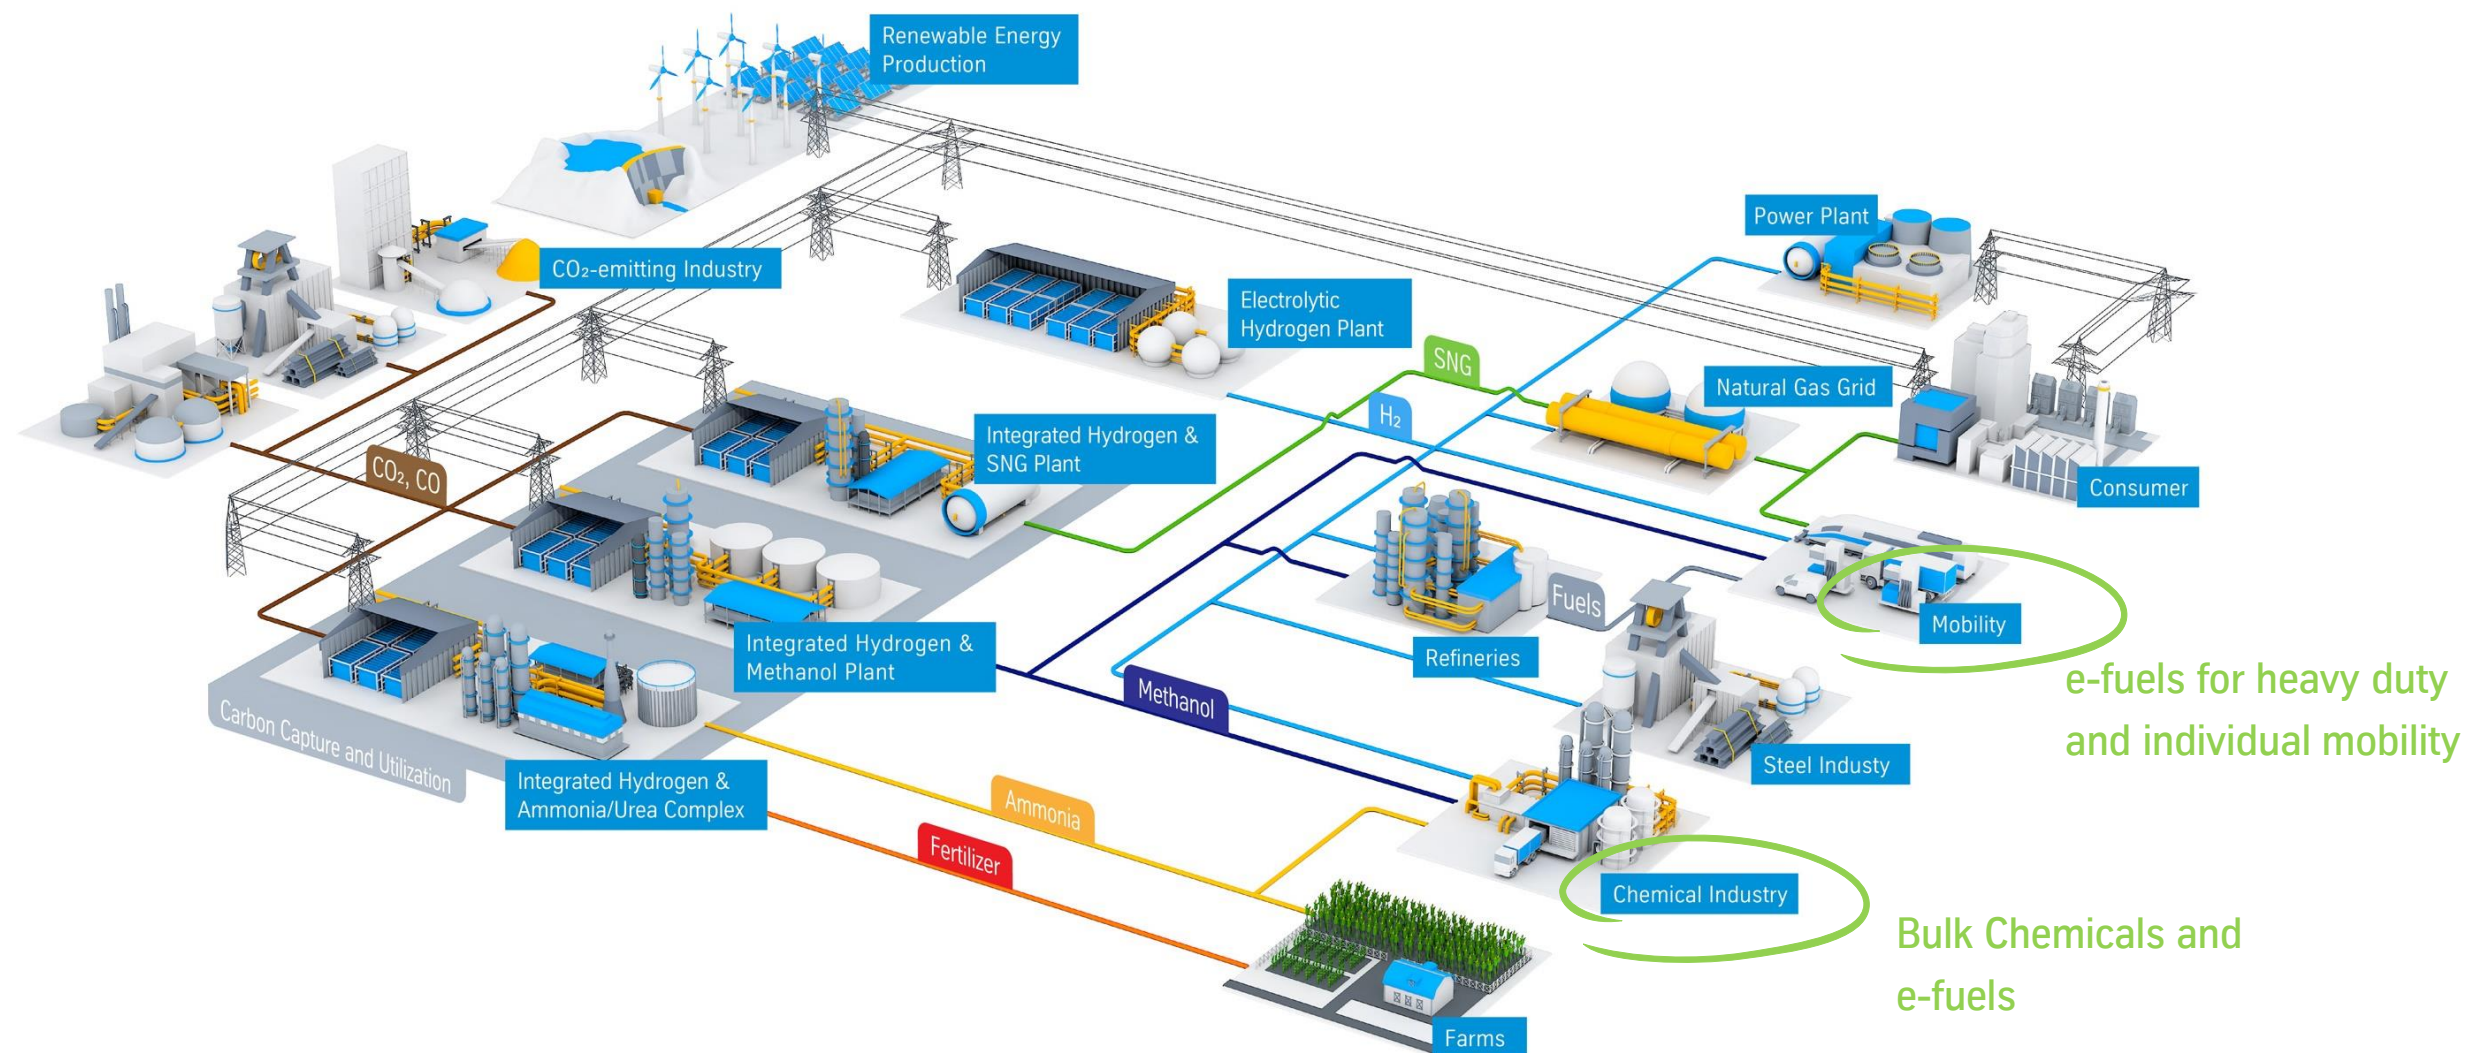 Renewable Energy
Production
Power Plant
CO₂-emitting Industry
Electrolytic
Hydrogen Plant
SNG
Natural Gas Grid
H₂
Integrated Hydrogen &
SNG Plant
CO₂, CO
Consumer
Fuels
Mobility
Integrated Hydrogen &
Methanol Plant
Refineries
e-fuels for heavy duty
and individual mobility
Methanol
Carbon Capture and Utilization
Steel Industy
Integrated Hydrogen &
Ammonia/Urea Complex
Ammonia
Fertilizer
Chemical Industry
Bulk Chemicals and
e-fuels
Farms